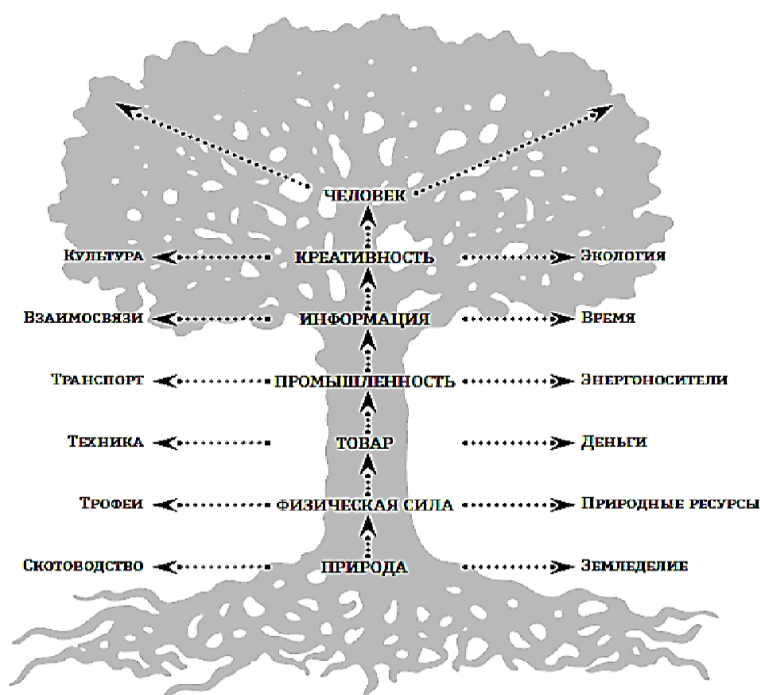 ЧЕЛОВЕК
КУЛЬТУРА КРЕАТИВНОСТЬ ЭКОЛОГИЯ
ВЗАИМОСВЯЗИ ИНФОРМАЦИЯ ВРЕМЯ
ТРАНСПОРТ ПРОМЫШЛЕННОСТЬ ЭНЕРГОНОСИТЕЛИ
ТЕХНИКА ТОВАР ДЕНЬГИ
ТРОФЕИ ФИЗИЧЕСКАЯ СИЛА ПРИРОДНЫЕ РЕСУРСЫ
СКОТОВОДСТВО ПРИРОДА ЗЕМЛЕДЕЛИЕ